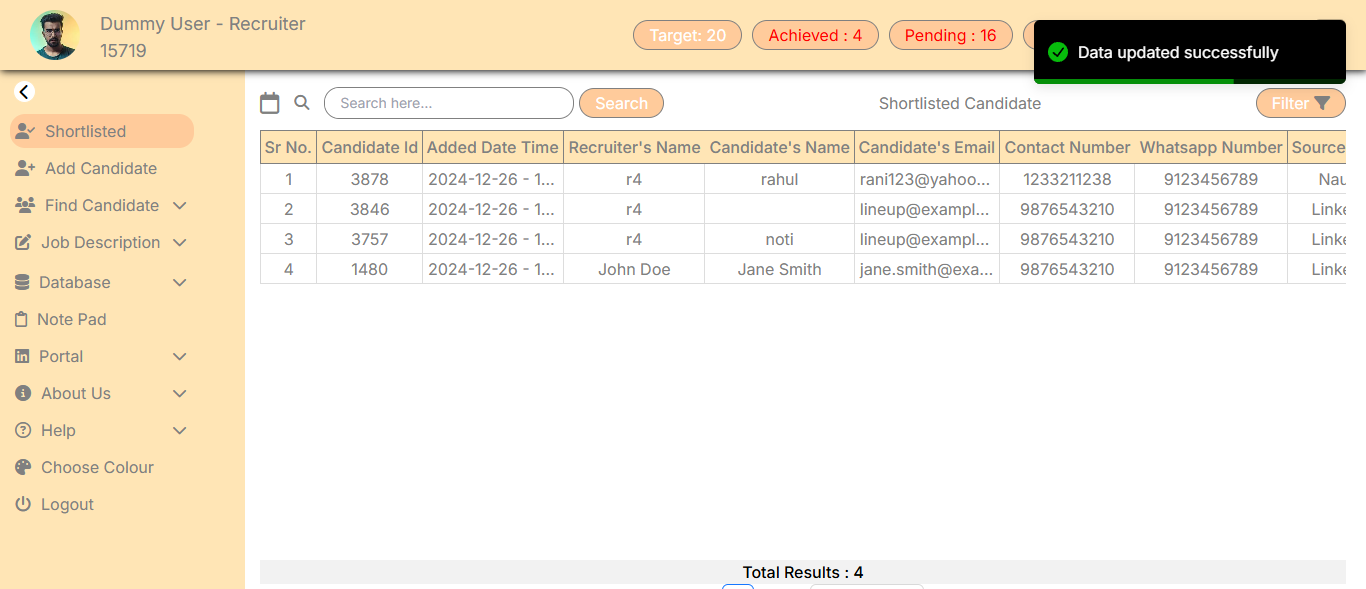 Dummy User - Recruiter
15719
Target: 20 Achieved : 4 Pending : 16
Data updated successfully
Shortlisted
Add Candidate
Find Candidate
Job Description
Database
Note Pad
Portal
About Us
Help
Choose Colour
Logout
Search here... Search Shortlisted Candidate Filter
Sr No. Candidate Id Added Date Time Recruiter's Name Candidate's Name Candidate's Email Contact Number Whatsapp Number Source
1 3878 2024-12-26 - 1... r4 rahul rani123@yahoo... 1233211238 9123456789 Nau
2 3846 2024-12-26 - 1... r4 lineup@exampl... 9876543210 9123456789 Linke
3 3757 2024-12-26 - 1... r4 noti lineup@exampl... 9876543210 9123456789 Linke
4 1480 2024-12-26 - 1... John Doe Jane Smith jane.smith@exa... 9876543210 9123456789 Linke
Total Results : 4